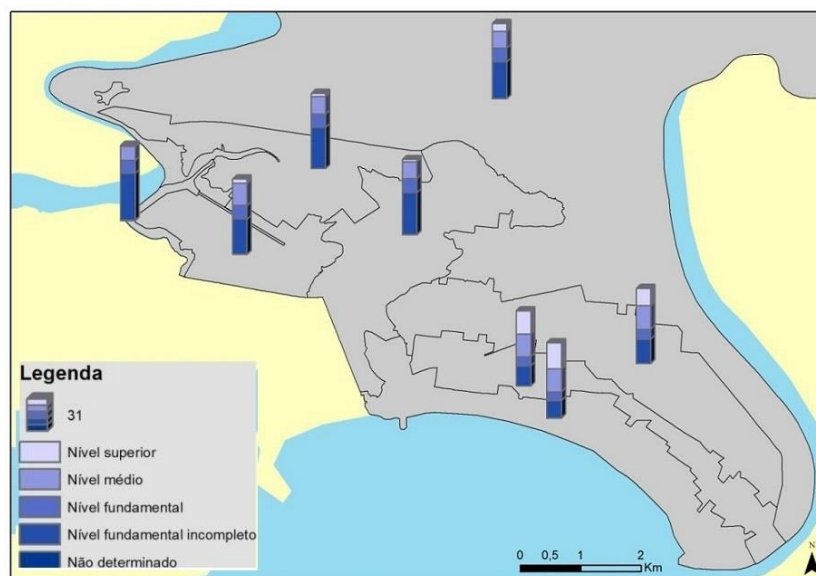 Legenda
31
Nível superior
Nível médio
Nível fundamental
Nível fundamental incompleto
Não determinado
0 0,5 1 2
Km
N